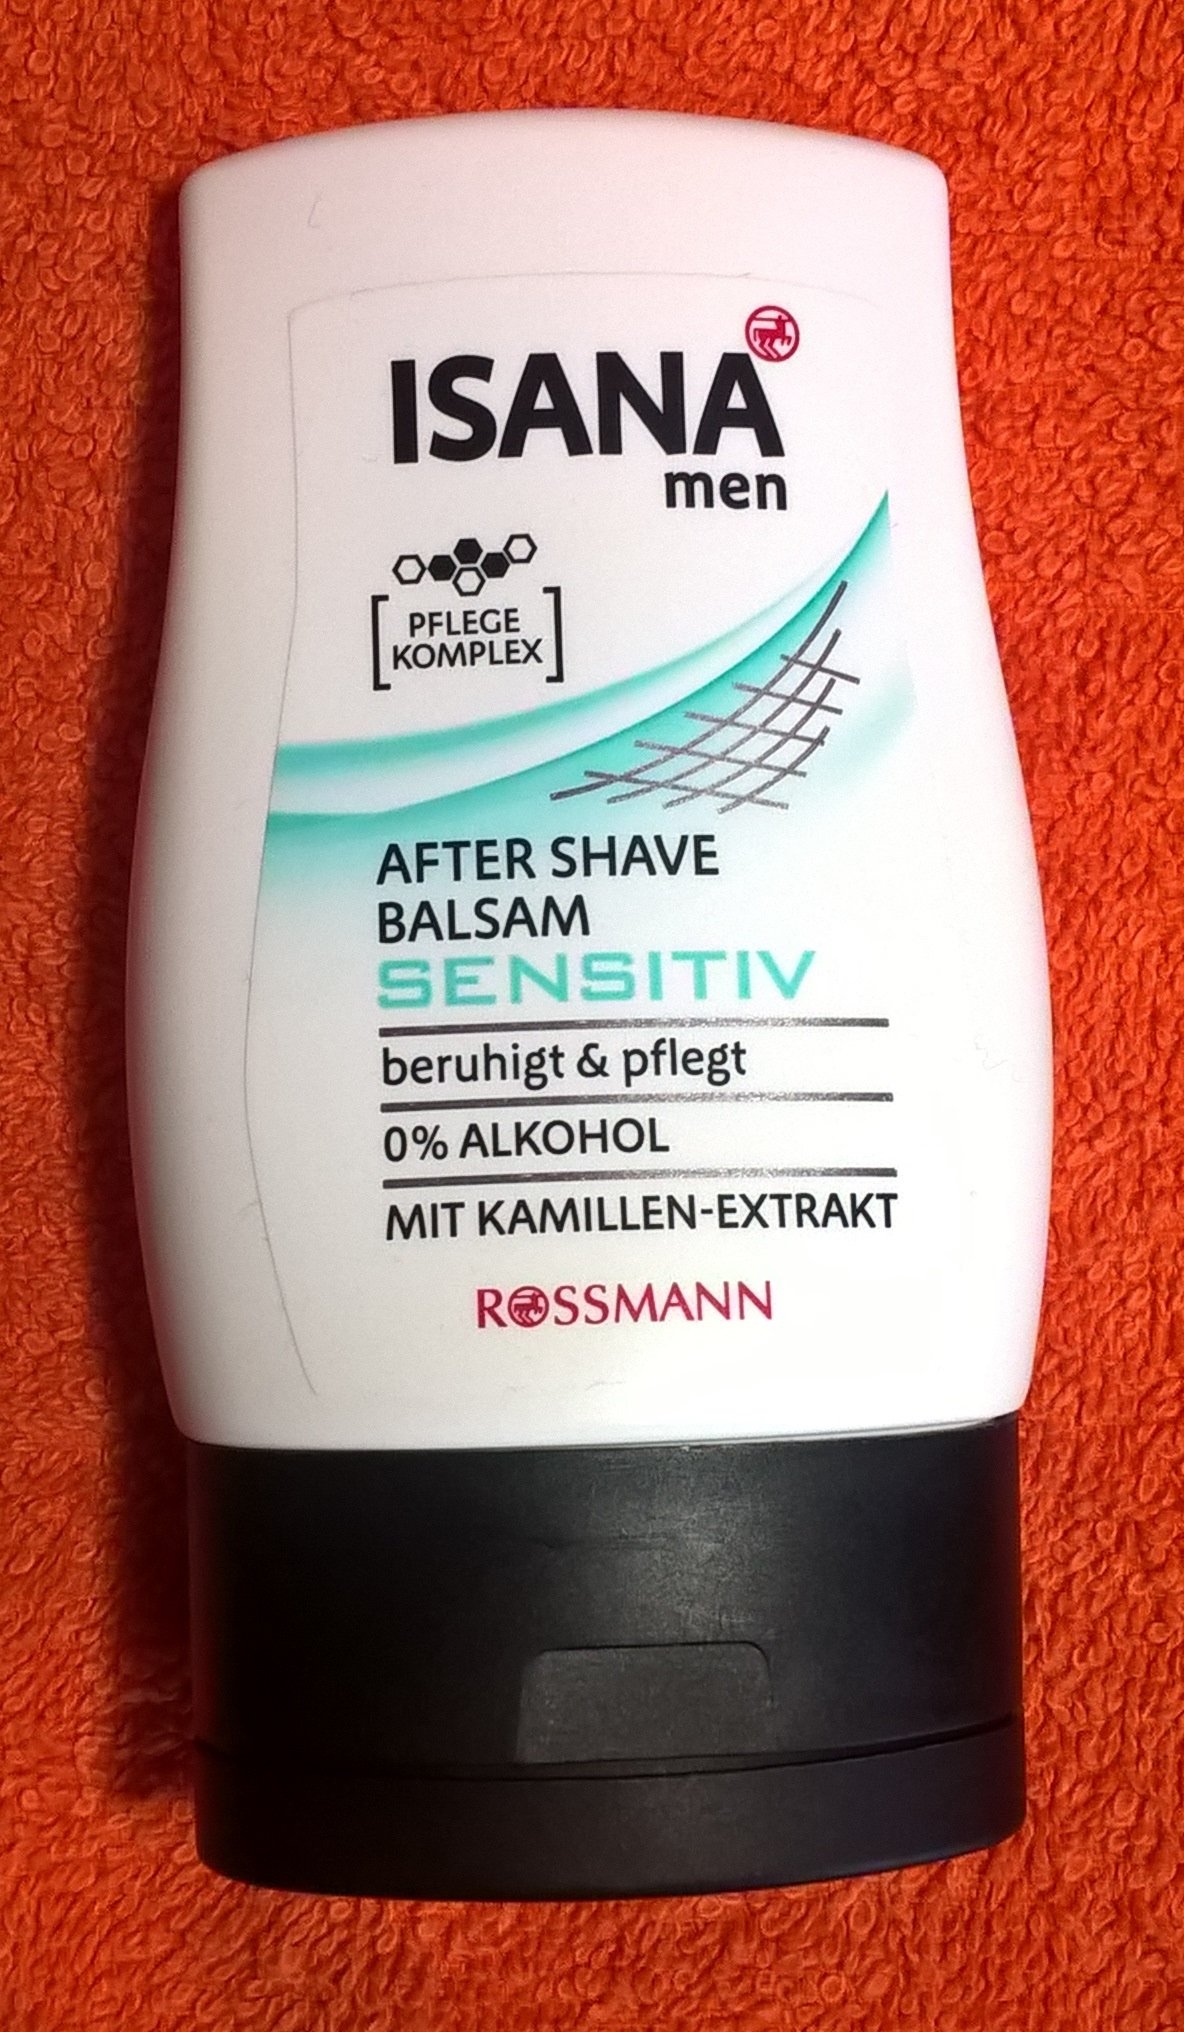 ISANA
men
PFLEGE
KOMPLEX
AFTER SHAVE
BALSAM
SENSITIV
beruhigt & pflegt
0% ALKOHOL
MIT KAMILLEN-EXTRAKT
ROSSMANN